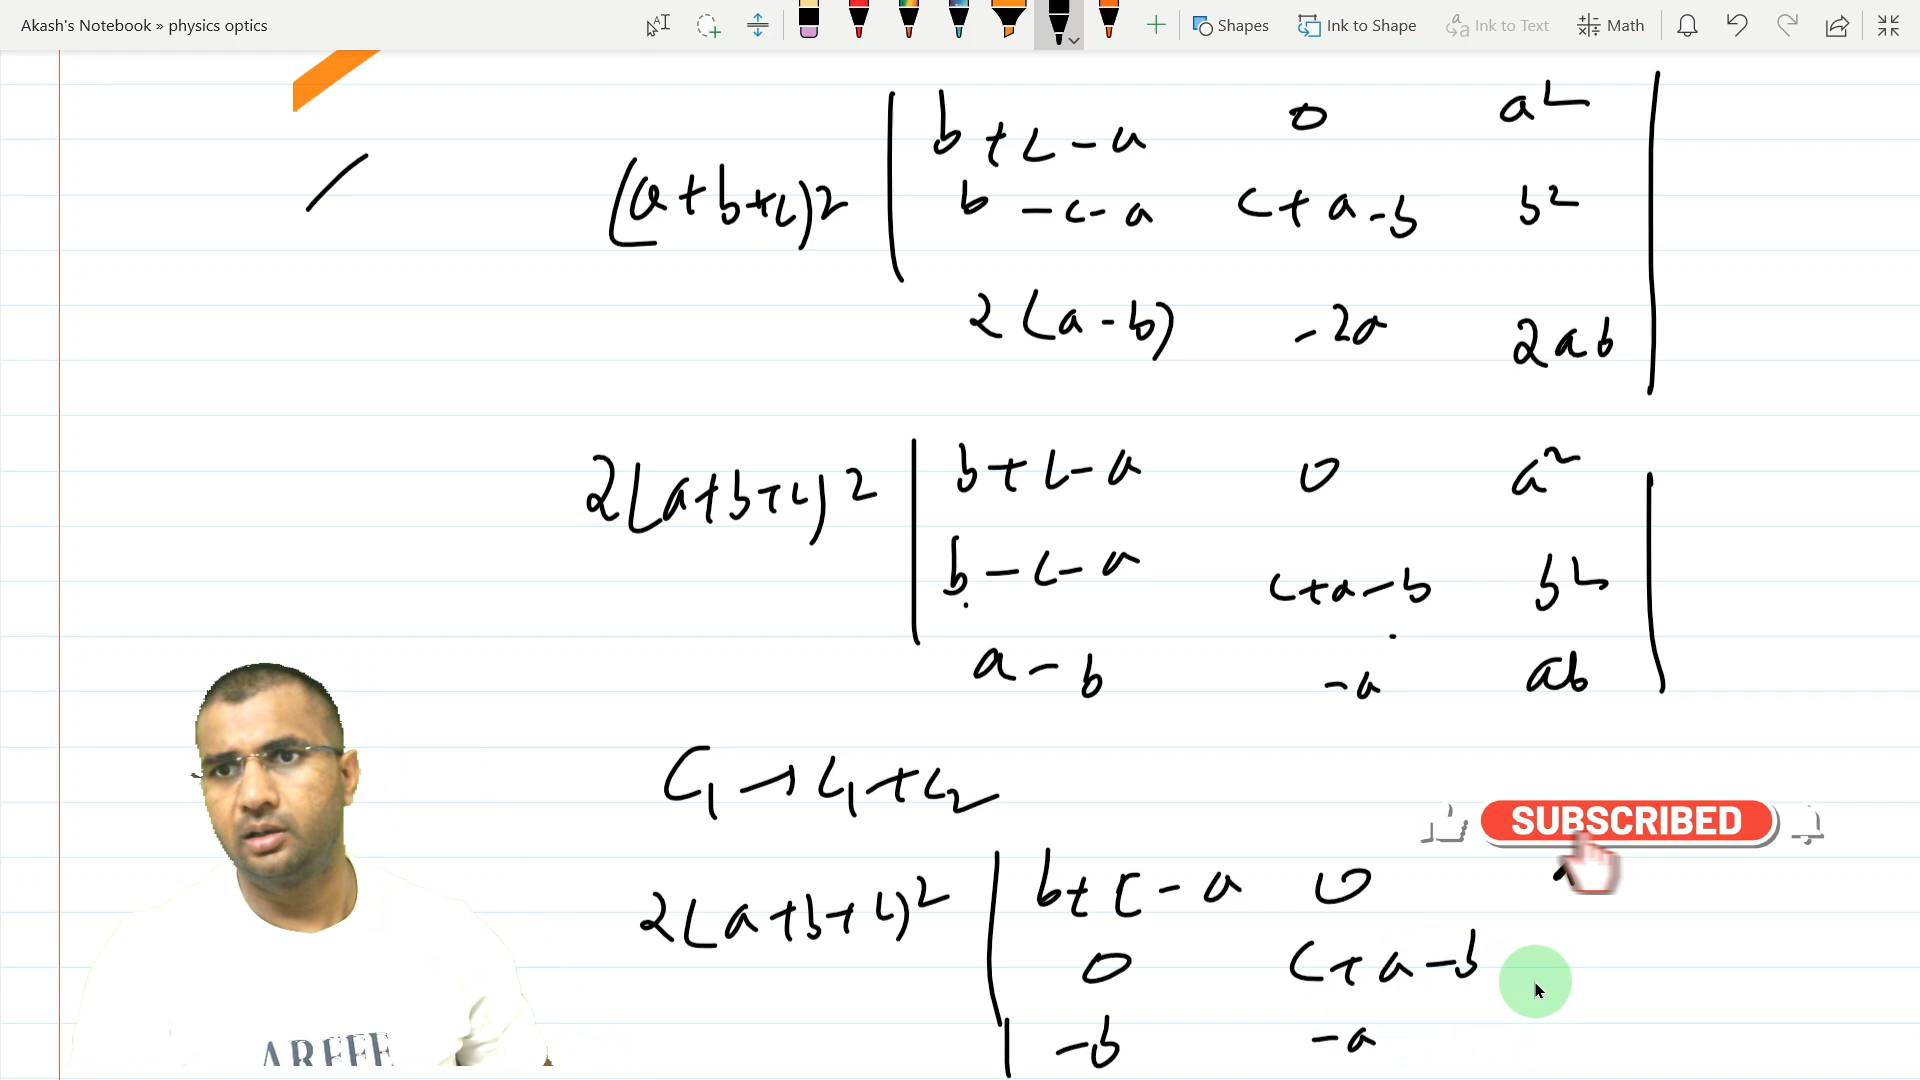 Akash's Notebook » physics optics
Shapes Ink to Shape Ink to Text Math
b + c - a 0 a²
(a+b+c)² b - c - a c + a - b b²
2(a-b) -2a 2ab
b + c - a 0 a²
2(a+b+c)² b - c - a c+a-b b²
a - b -a ab
C₁ → C₁ + C₂
SUBSCRIBED
b + c - a 0
2(a+b+c)² 0 c + a - b
-b -a